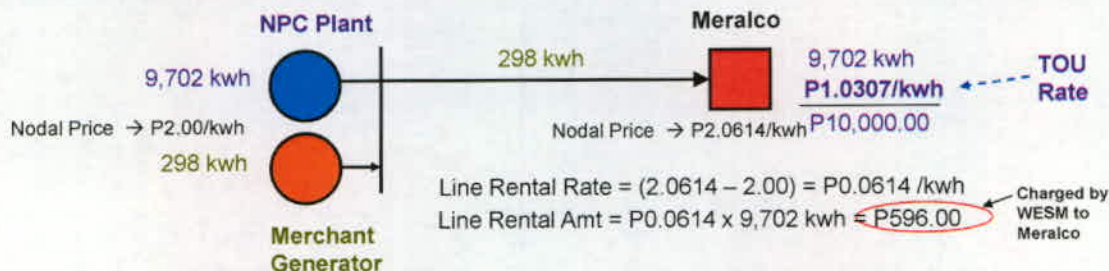 NPC Plant
Meralco
298 kwh
9,702 kwh
9,702 kwh
P1.0307/kwh
TOU
Rate
Nodal Price → P2.00/kwh
Nodal Price → P2.0614/kwh
P10,000.00
298 kwh
Line Rental Rate = (2.0614 – 2.00) = P0.0614 /kwh
Line Rental Amt = P0.0614 x 9,702 kwh = P596.00
Charged by
WESM to
Meralco
Merchant
Generator